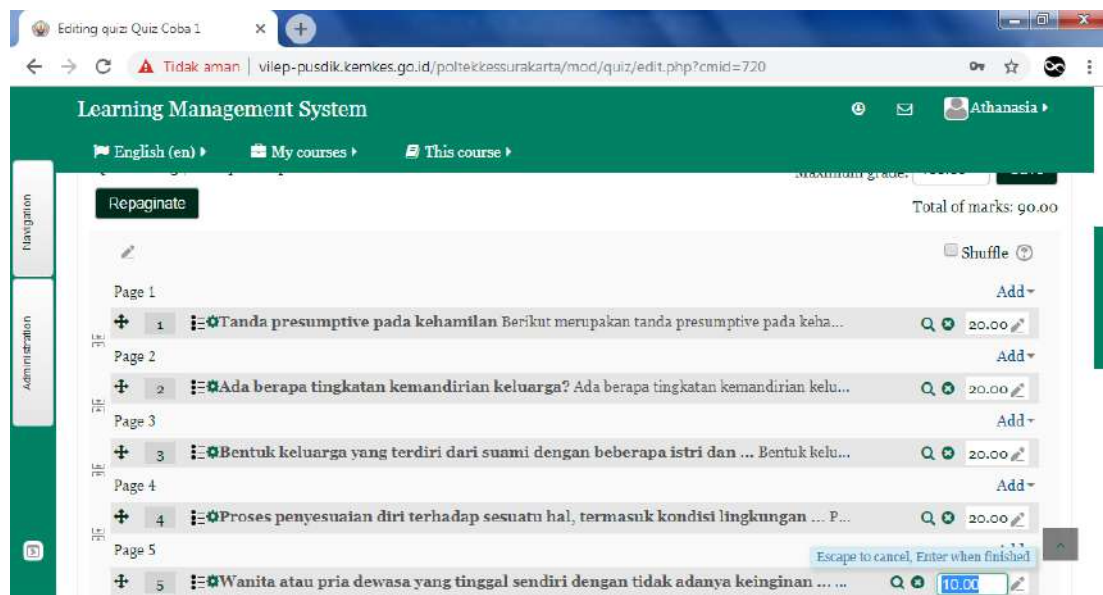 Editing quiz: Quiz Coba 1
Tidak aman | vilep-pusdik.kemkes.go.id/poltekkessurakarta/mod/quiz/edit.php?cmid=720
Learning Management System
Athanasia
English (en)
My courses
This course
Maximum grade:
Repaginate
Total of marks: 90.00
Navigation
Shuffle
Page 1
Add
1
Tanda presumptive pada kehamilan Berikut merupakan tanda presumptive pada keha...
20.00
Administration
Page 2
Add
2
Ada berapa tingkatan kemandirian keluarga? Ada berapa tingkatan kemandirian kelu...
20.00
Page 3
Add
3
Bentuk keluarga yang terdiri dari suami dengan beberapa istri dan ... Bentuk kelu...
20.00
Page 4
Add
4
Proses penyesuaian diri terhadap sesuatu hal, termasuk kondisi lingkungan ... P...
20.00
Page 5
Escape to cancel, Enter when finished
5
Wanita atau pria dewasa yang tinggal sendiri dengan tidak adanya keinginan ... ...
10.00